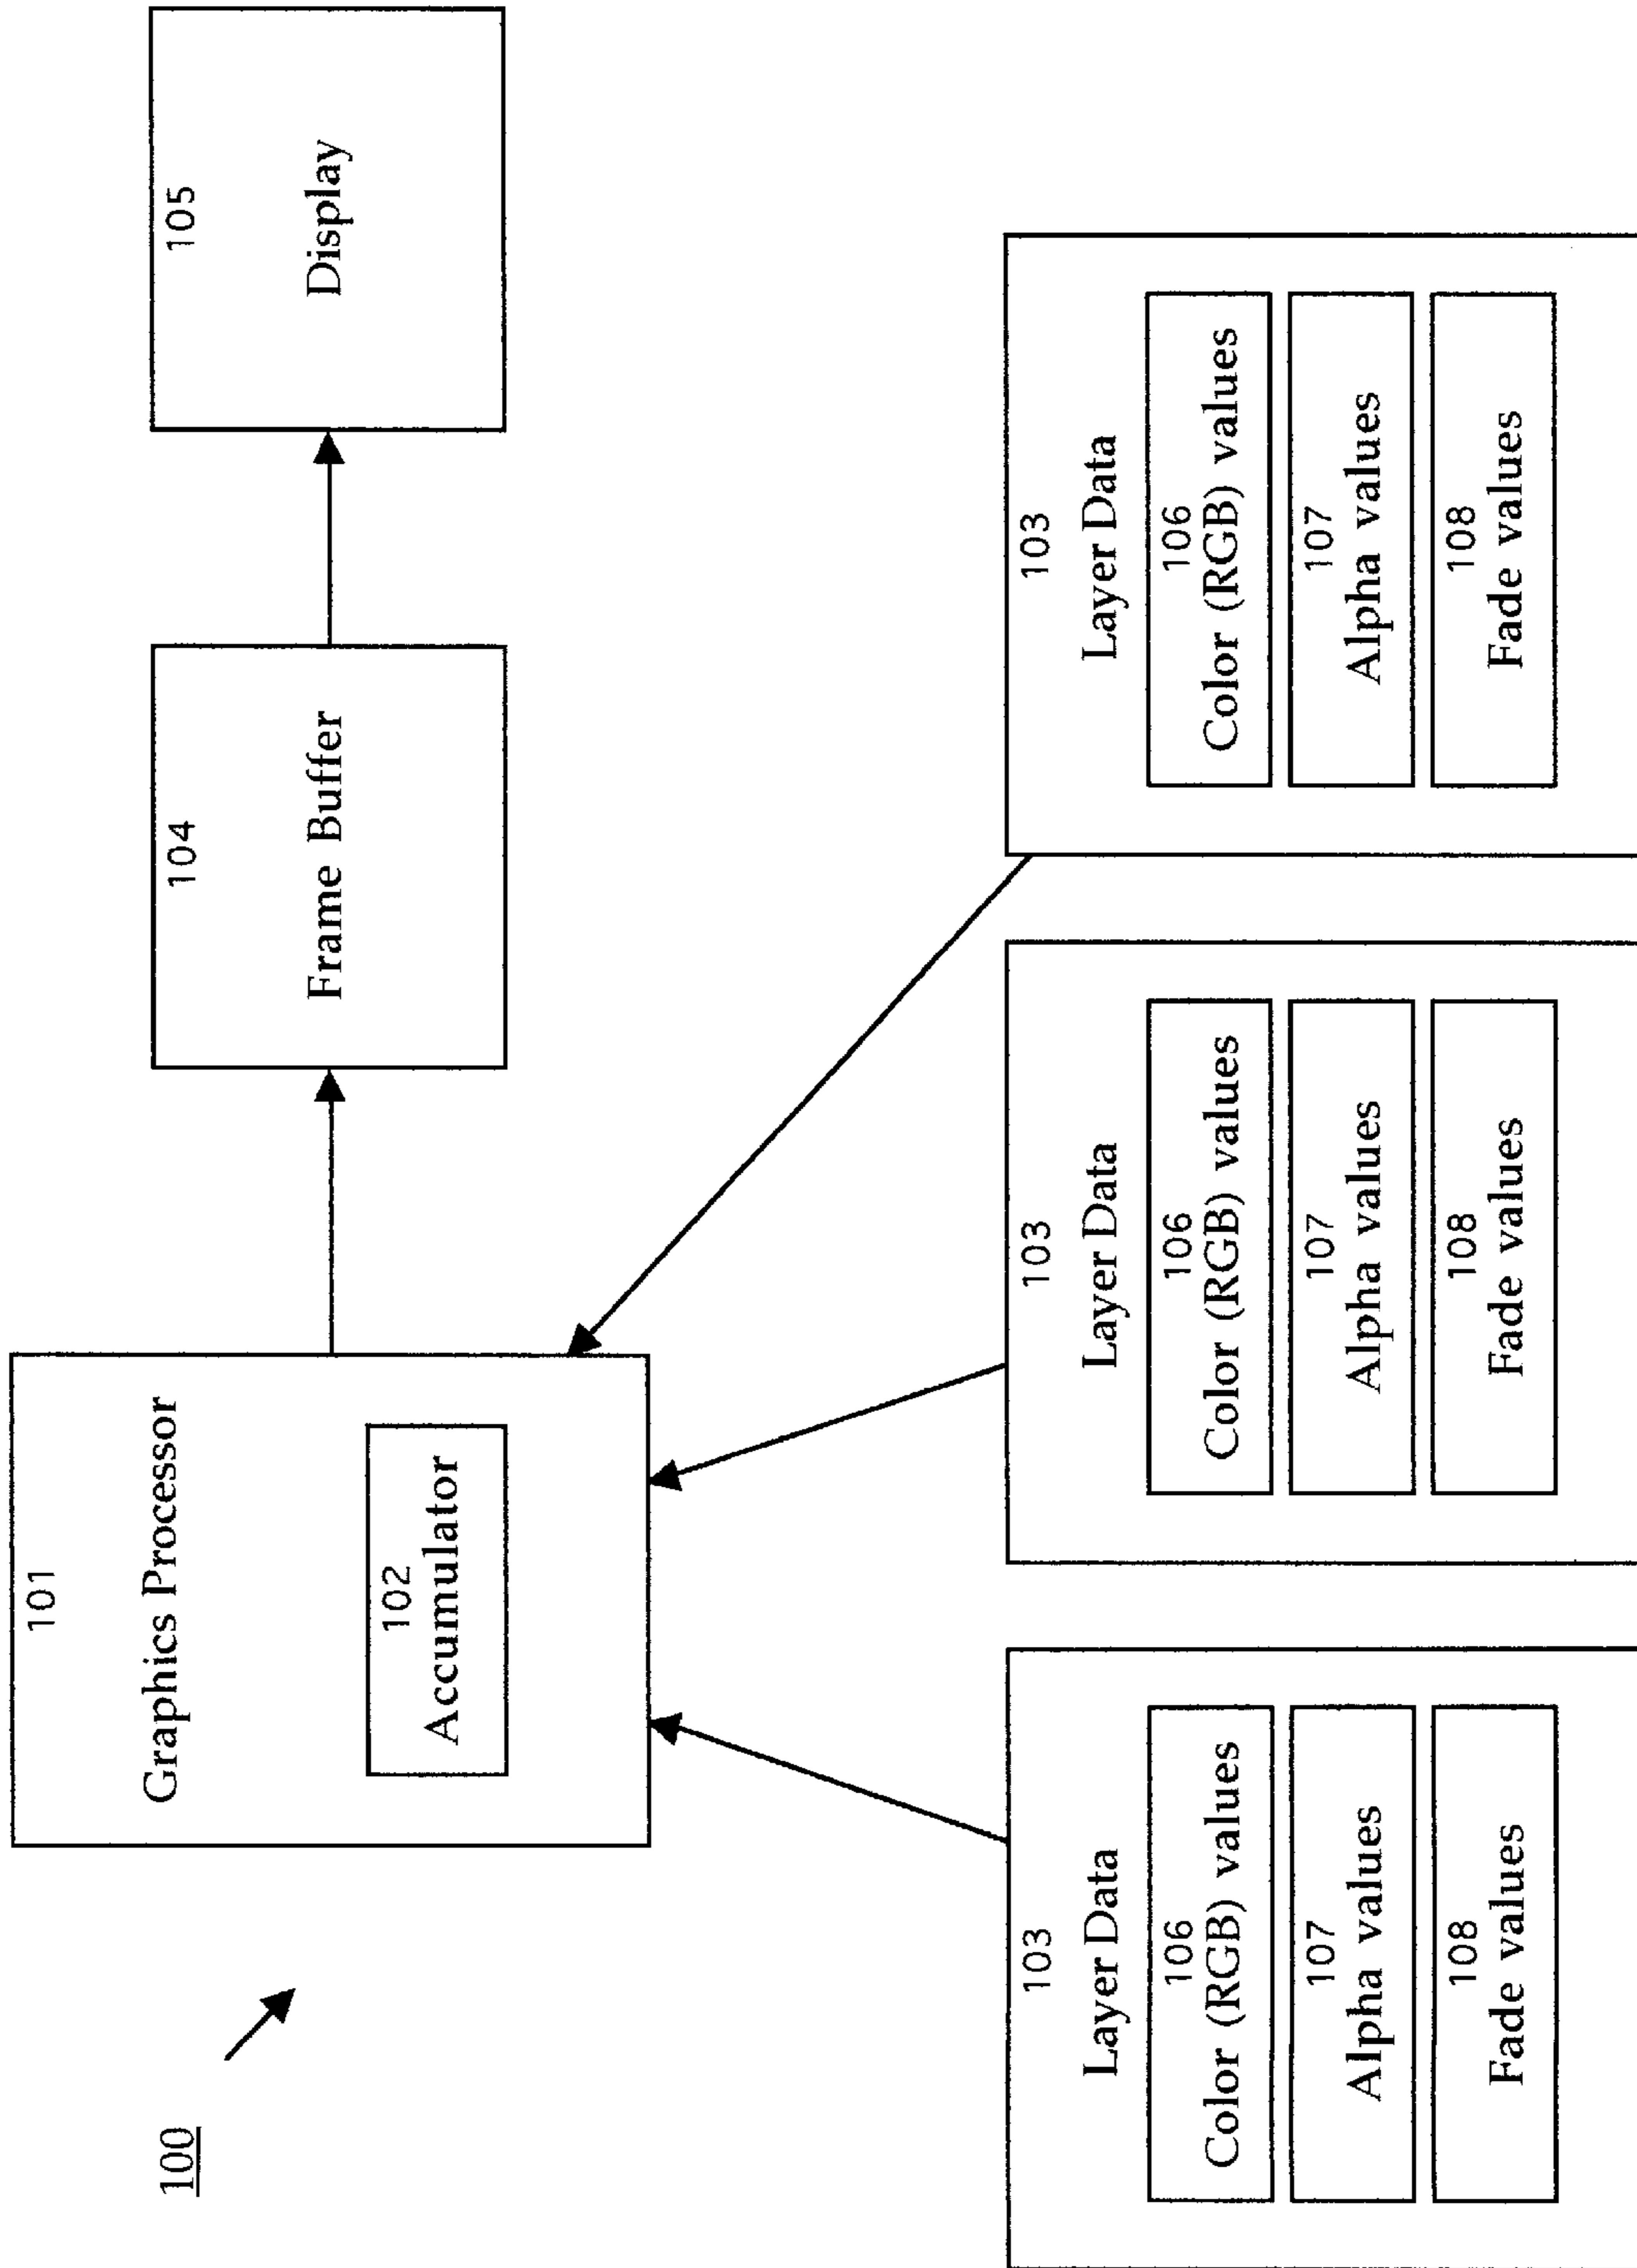 100
101
Graphics Processor
102
Accumulator
104
Frame Buffer
105
Display
103
Layer Data
106
Color (RGB) values
107
Alpha values
108
Fade values
103
Layer Data
106
Color (RGB) values
107
Alpha values
108
Fade values
103
Layer Data
106
Color (RGB) values
107
Alpha values
108
Fade values